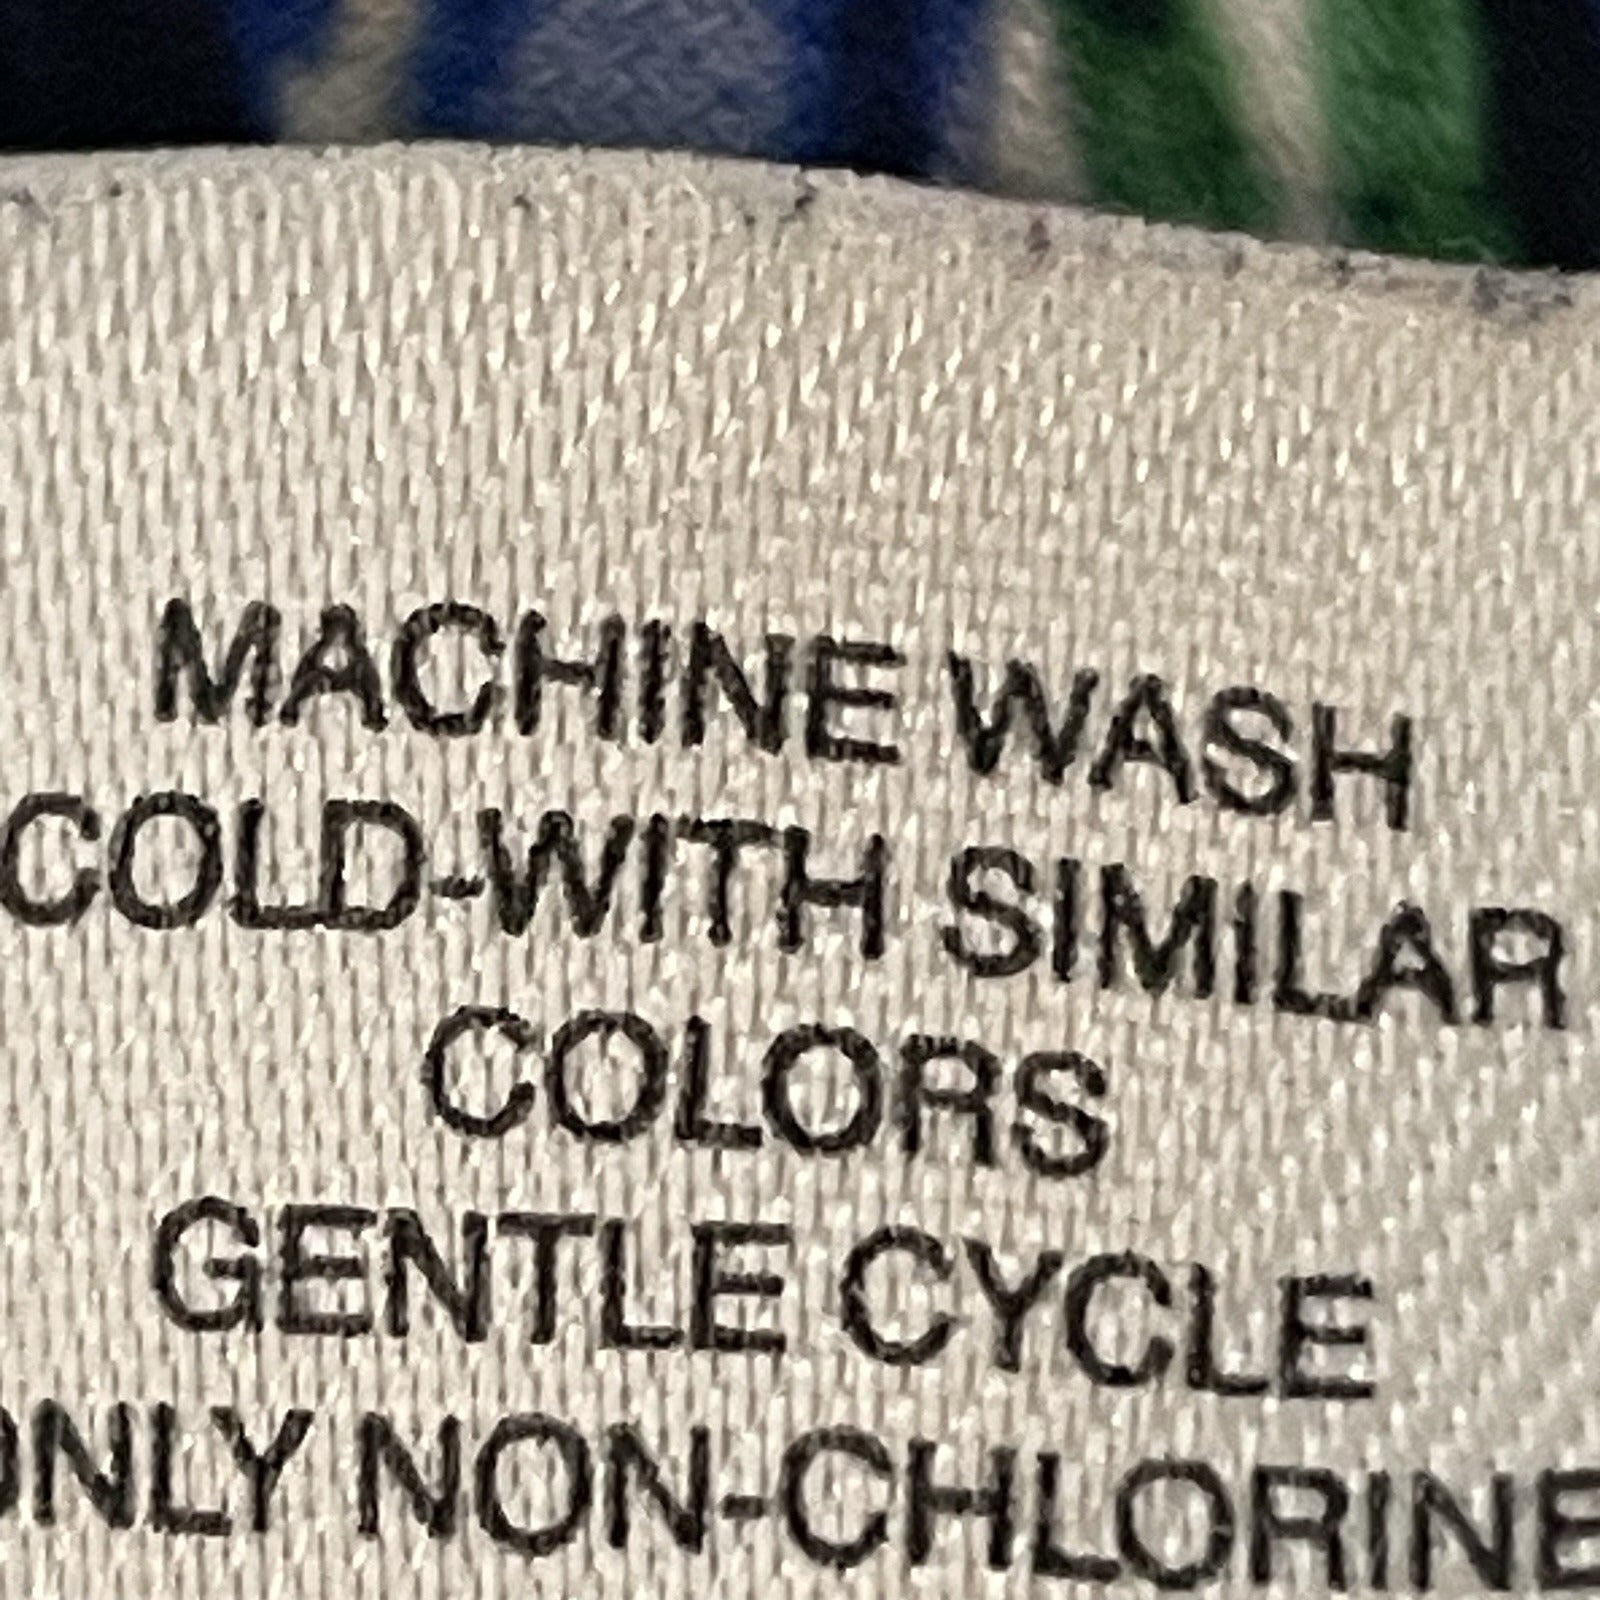 MACHINE WASH
COLD-WITH SIMILAR
COLORS
GENTLE CYCLE
ONLY NON-CHLORINE